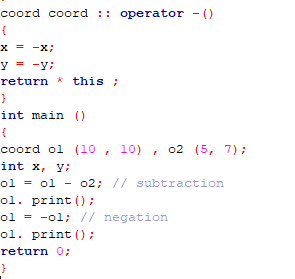 coord coord :: operator -()
{
x = -x;
y = -y;
return * this ;
}
int main ()
{
coord o1 (10 , 10) , o2 (5, 7);
int x, y;
o1 = o1 - o2; // subtraction
o1. print();
o1 = -o1; // negation
o1. print();
return 0;
}